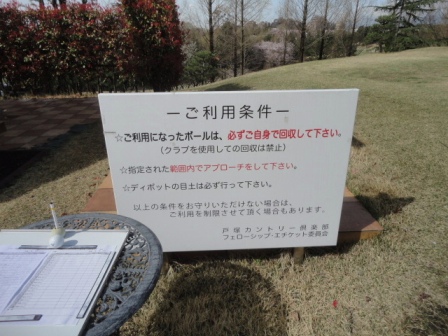 ーご利用条件ー
☆ご利用になったボールは、必ずご自身で回収して下さい。
（クラブを使用しての回収は禁止）
☆指定された範囲内でアプローチをして下さい。
☆ディボットの目土は必ず行って下さい。
以上の条件をお守りいただけない場合は、
ご利用を制限させて頂く場合もあります。
戸塚カントリー倶楽部
フェローシップ・エチケット委員会